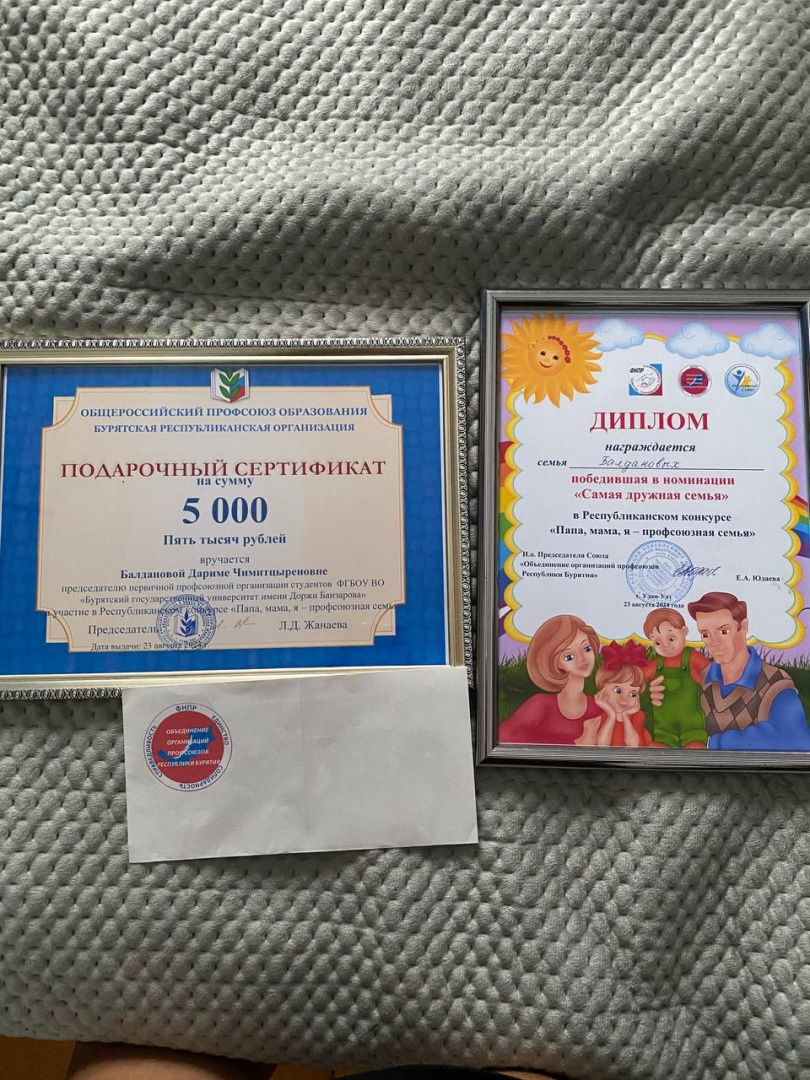 ОБЩЕРОССИЙСКИЙ ПРОФСОЮЗ ОБРАЗОВАНИЯ
БУРЯТСКАЯ РЕСПУБЛИКАНСКАЯ ОРГАНИЗАЦИЯ
ПОДАРОЧНЫЙ СЕРТИФИКАТ
на сумму
5 000
Пять тысяч рублей
вручается
Балдановой Дариме Чимитцыреновне
председателю первичной профсоюзной организации студентов ФГБОУ ВО
«Бурятский государственный университет имени Доржи Банзарова»
участие в Республиканском конкурсе «Папа, мама, я – профсоюзная семья
Председатель Л.Д. Жанаева
Дата выдачи: 23 августа 2024 г
ФНПР
ЕДИНСТВО
СОЛИДАРНОСТЬ
СПРАВЕДЛИВОСТЬ
ОБЪЕДИНЕНИЕ
ОРГАНИЗАЦИЙ
ПРОФСОЮЗОВ
РЕСПУБЛИКИ БУРЯТИЯ
ФНПР
ДИПЛОМ
награждается
семья Балдановых
победившая в номинации
«Самая дружная семья»
в Республиканском конкурсе
«Папа, мама, я – профсоюзная семья»
И.о. Председателя Союза
«Объединение организаций профсоюзов
Республики Бурятия»
Е.А. Юдаева
г. Улан-Удэ
23 августа 2024 года